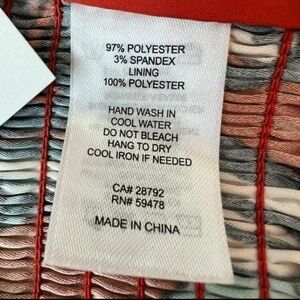 97% POLYESTER
3% SPANDEX
LINING
100% POLYESTER
HAND WASH IN
COOL WATER
DO NOT BLEACH
HANG TO DRY
COOL IRON IF NEEDED
CA# 28792
RN# 59478
MADE IN CHINA